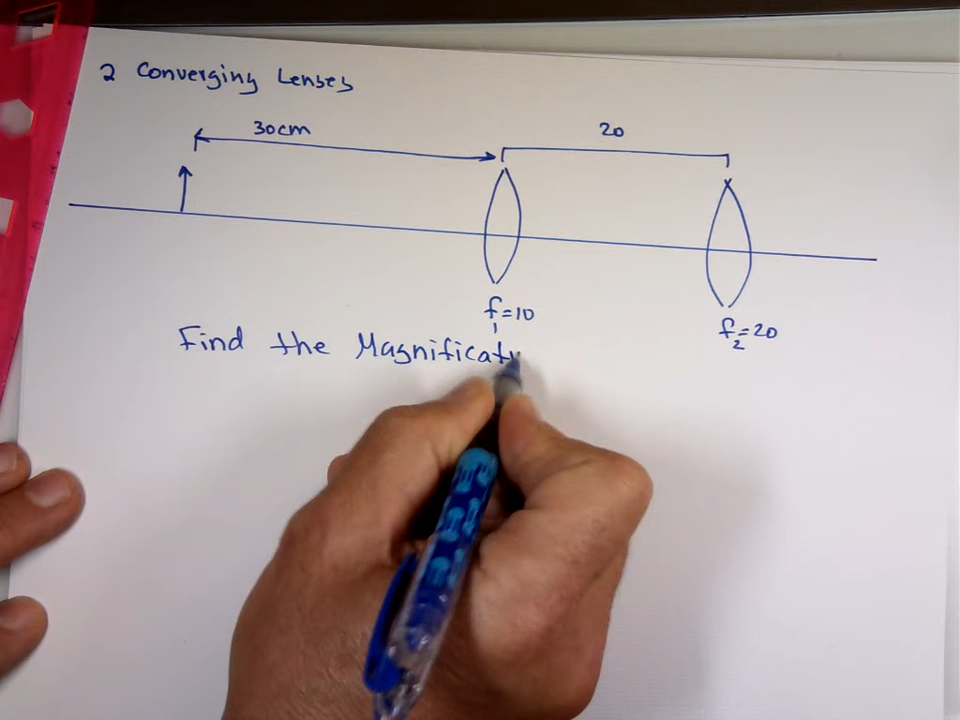 2 Converging Lenses
30cm
20
f1=10
f2=20
Find the Magnificat